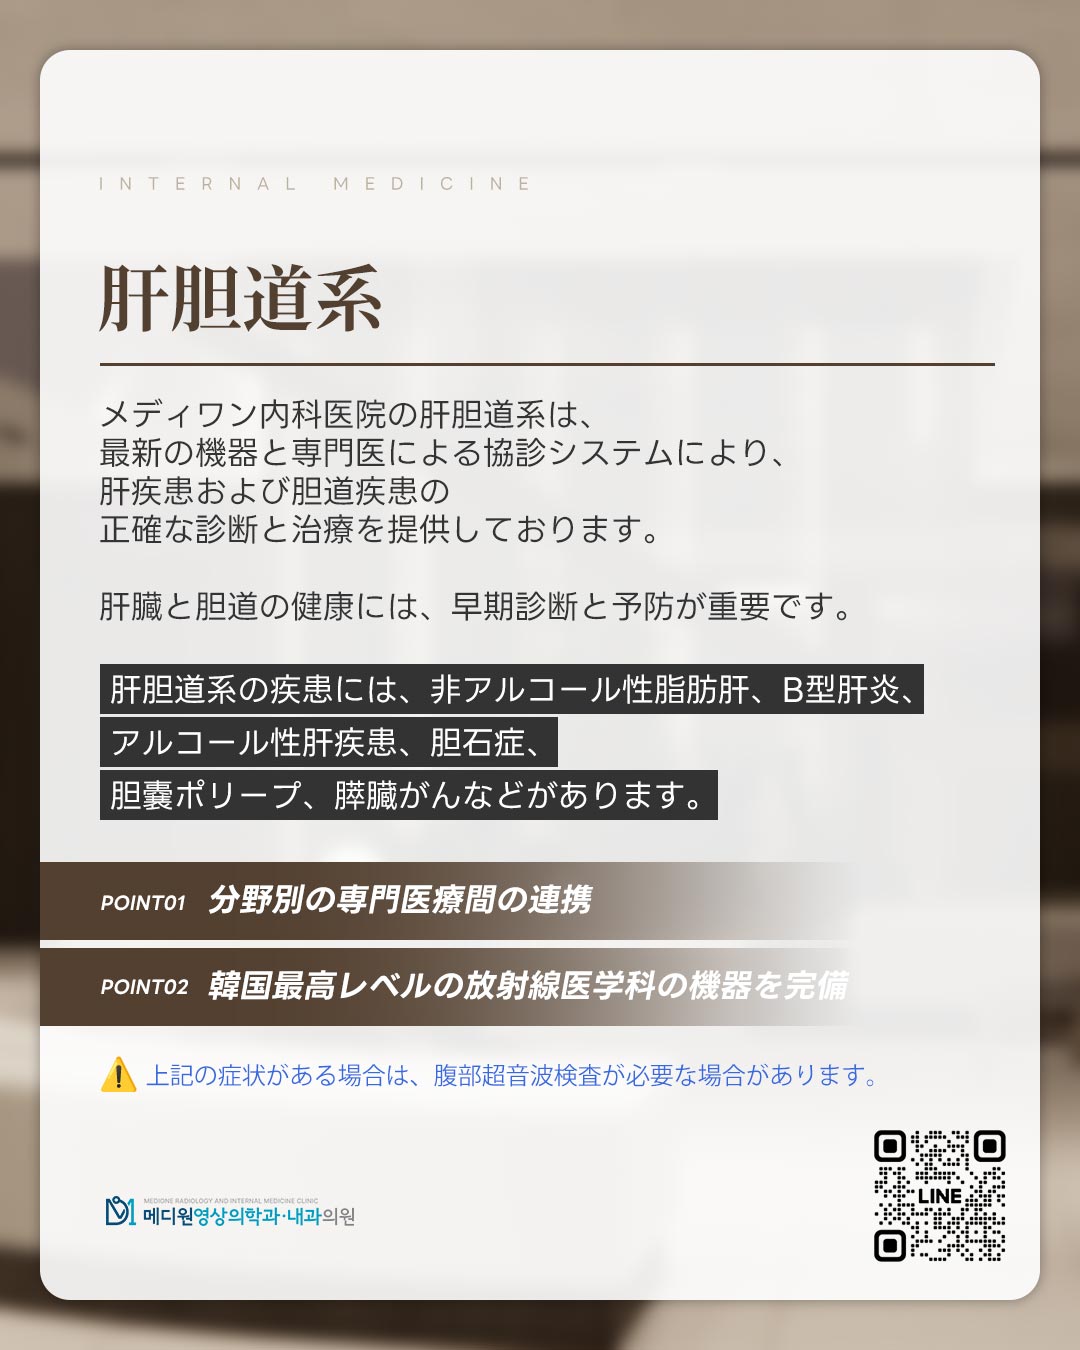 INTERNAL MEDICINE
肝胆道系
メディワン内科医院の肝胆道系は、
最新の機器と専門医による協診システムにより、
肝疾患および胆道疾患の
正確な診断と治療を提供しております。
肝臓と胆道の健康には、早期診断と予防が重要です。
肝胆道系の疾患には、非アルコール性脂肪肝、B型肝炎、
アルコール性肝疾患、胆石症、
胆嚢ポリープ、膵臓がんなどがあります。
POINT01 分野別の専門医療間の連携
POINT02 韓国最高レベルの放射線医学科の機器を完備
上記の症状がある場合は、腹部超音波検査が必要な場合があります。
LINE
MEDIONE RADIOLOGY AND INTERNAL MEDICINE CLINIC
메디원영상의학과·내과의원